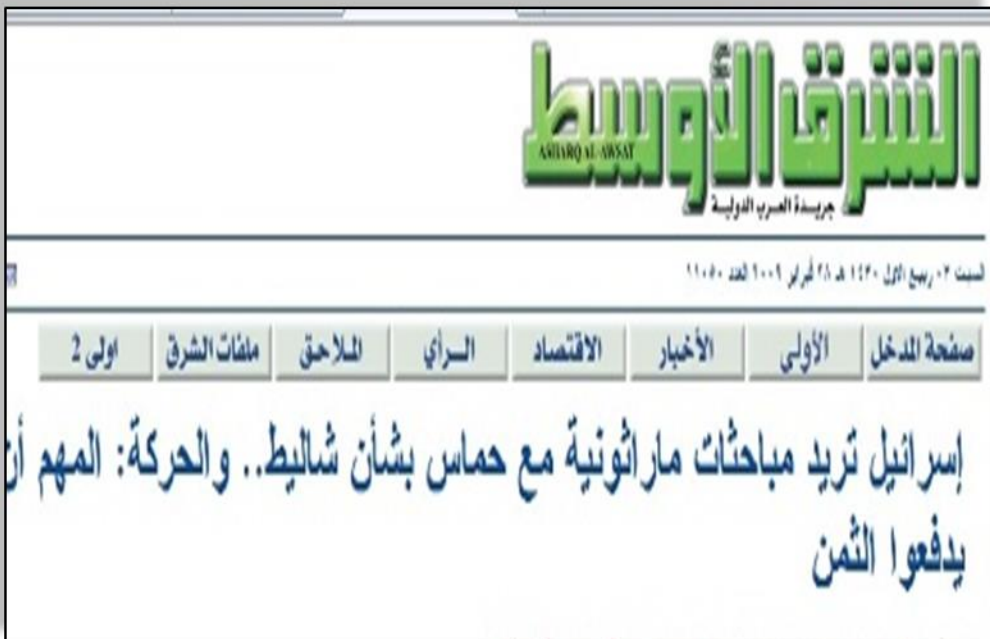 الشرق الأوسط
ASHARQ AL-AWSAT
جريدة العرب الدولية
السبت ٠٣ ربيع الاول ١٤٣٠ هـ ٢٨ فبراير ٢٠٠٩ العدد ١١٠٥٠
صفحة المدخل الأولى الأخبار الاقتصاد الـرأي الملاحق ملفات الشرق اولى 2
إسرائيل تريد مباحثات ماراثونية مع حماس بشأن شاليط.. والحركة: المهم أن
يدفعوا الثمن